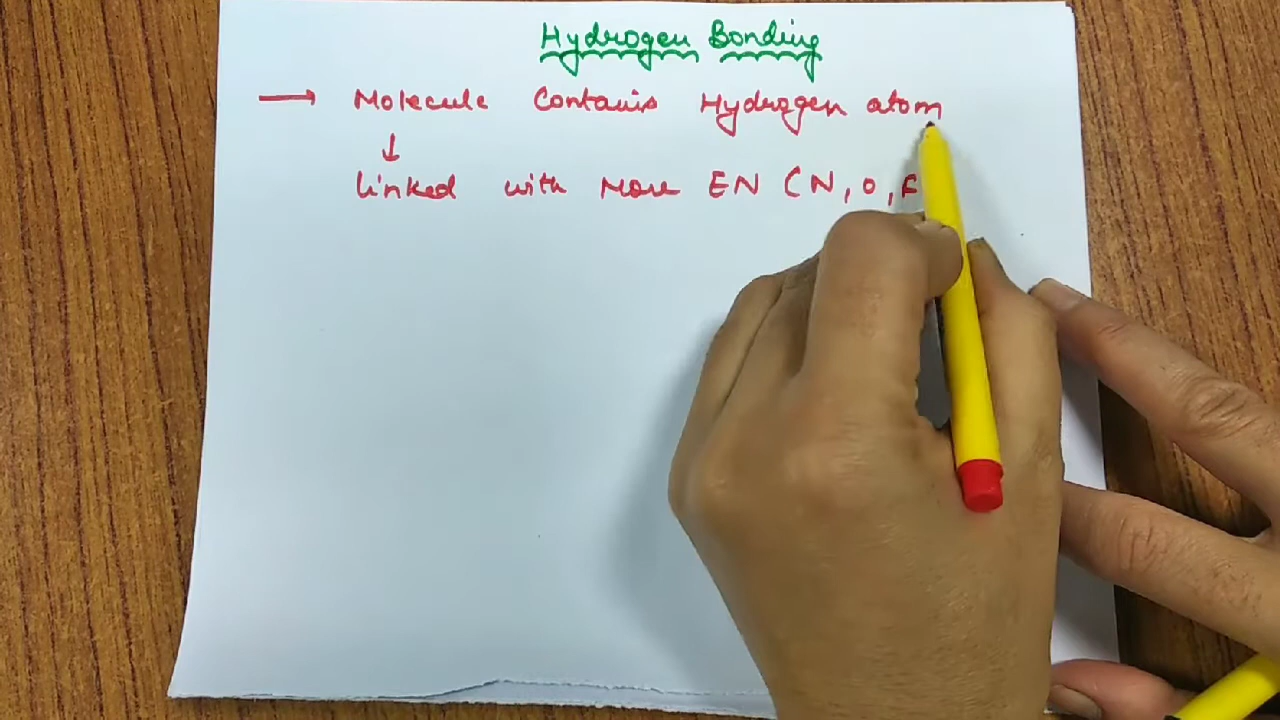 Hydrogen Bonding
→ Molecule Contains Hydrogen atom
↓
linked with More EN (N, O, F